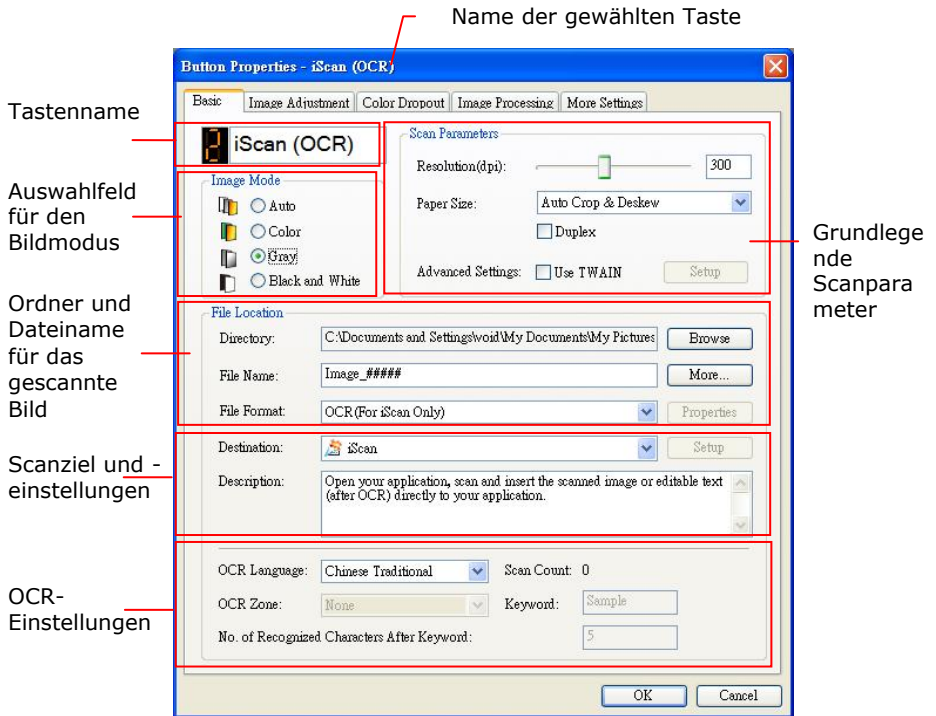 Name der gewählten Taste
Button Properties - iScan (OCR)
Basic Image Adjustment Color Dropout Image Processing More Settings
Tastenname
2 iScan (OCR)
Scan Parameters
Resolution(dpi): 300
Paper Size: Auto Crop & Deskew
Duplex
Advanced Settings: Use TWAIN Setup
Grundlege
nde
Scanpara
meter
Auswahlfeld
für den
Bildmodus
Image Mode
Auto
Color
Gray
Black and White
Ordner und
Dateiname
für das
gescannte
Bild
File Location
Directory: C:\Documents and Settings\void\My Documents\My Pictures Browse
File Name: Image_##### More...
File Format: OCR(For iScan Only) Properties
Scanziel und -
einstellungen
Destination: iScan Setup
Description: Open your application, scan and insert the scanned image or editable text
(after OCR) directly to your application.
OCR-
Einstellungen
OCR Language: Chinese Traditional Scan Count: 0
OCR Zone: None Keyword: Sample
No. of Recognized Characters After Keyword: 5
OK Cancel